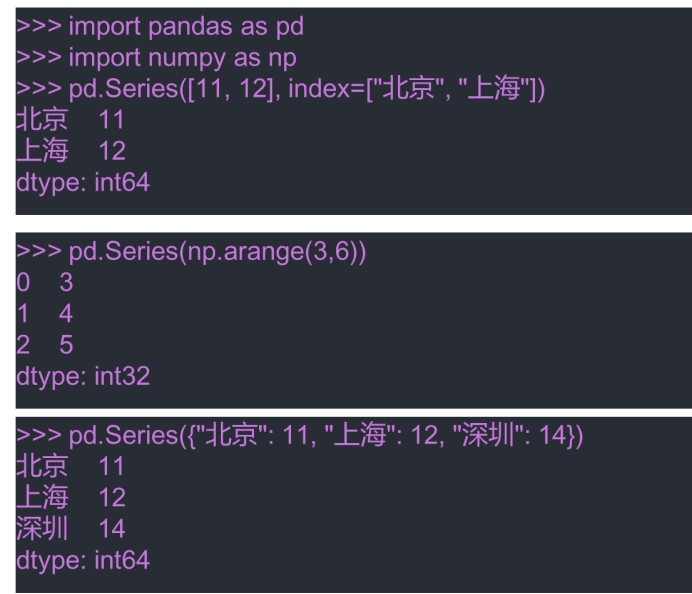 >>> import pandas as pd
>>> import numpy as np
>>> pd.Series([11, 12], index=["北京", "上海"])
北京    11
上海    12
dtype: int64
>>> pd.Series(np.arange(3,6))
0    3
1    4
2    5
dtype: int32
>>> pd.Series({"北京": 11, "上海": 12, "深圳": 14})
北京    11
上海    12
深圳    14
dtype: int64